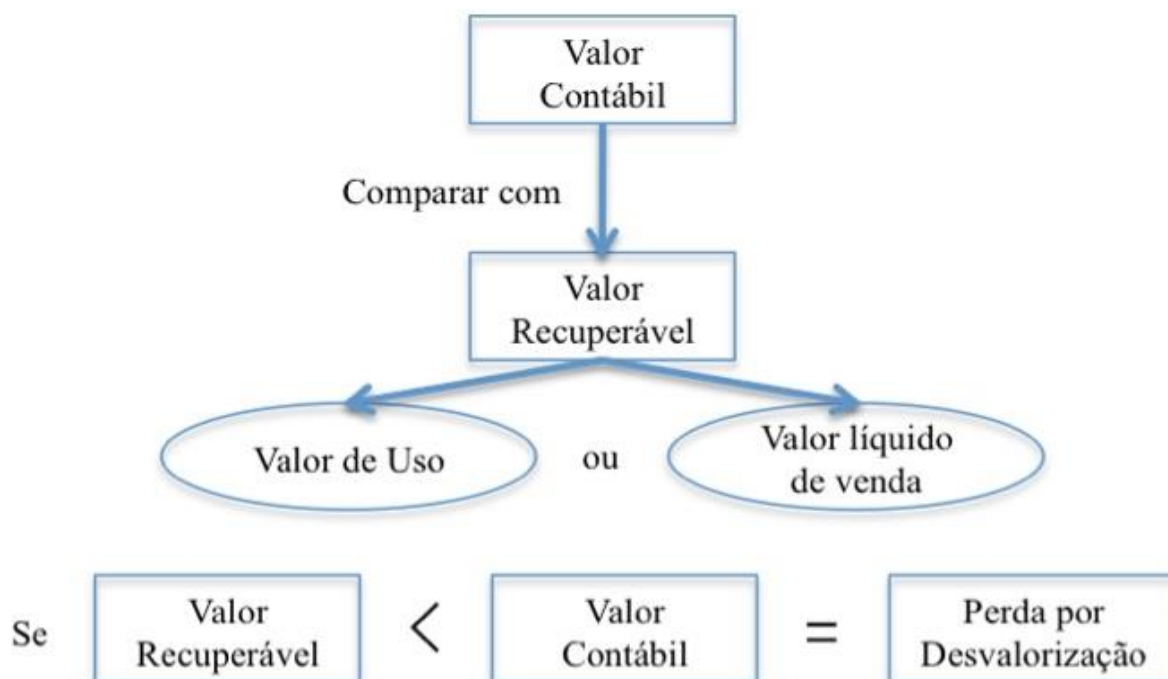 Valor
Contábil
Comparar com
Valor
Recuperável
Valor de Uso
ou
Valor líquido
de venda
Se
Valor
Recuperável
<
Valor
Contábil
=
Perda por
Desvalorização